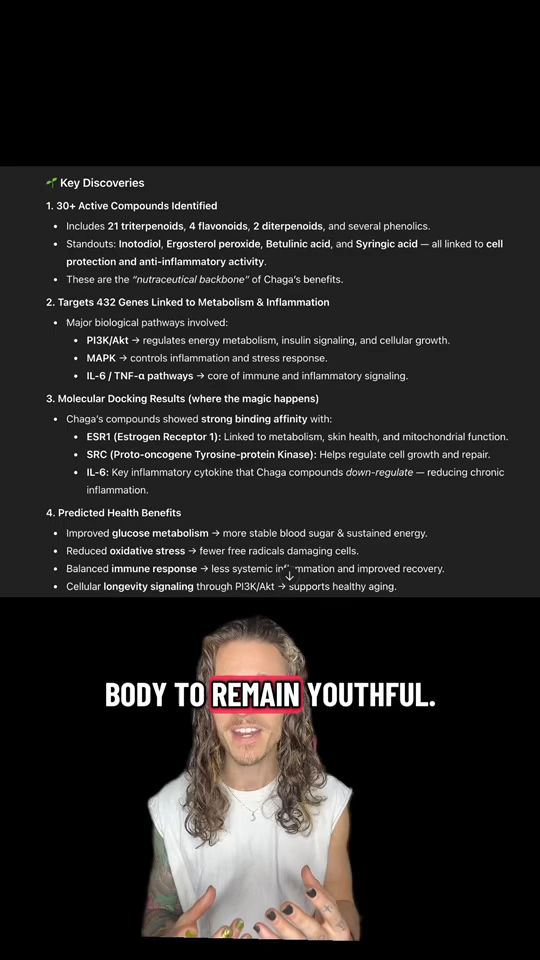 🌱 Key Discoveries
1. 30+ Active Compounds Identified
• Includes 21 triterpenoids, 4 flavonoids, 2 diterpenoids, and several phenolics.
• Standouts: Inotodiol, Ergosterol peroxide, Betulinic acid, and Syringic acid — all linked to cell
protection and anti-inflammatory activity.
• These are the “nutraceutical backbone” of Chaga’s benefits.
2. Targets 432 Genes Linked to Metabolism & Inflammation
• Major biological pathways involved:
• PI3K/Akt → regulates energy metabolism, insulin signaling, and cellular growth.
• MAPK → controls inflammation and stress response.
• IL-6 / TNF-α pathways → core of immune and inflammatory signaling.
3. Molecular Docking Results (where the magic happens)
• Chaga’s compounds showed strong binding affinity with:
• ESR1 (Estrogen Receptor 1): Linked to metabolism, skin health, and mitochondrial function.
• SRC (Proto-oncogene Tyrosine-protein Kinase): Helps regulate cell growth and repair.
• IL-6: Key inflammatory cytokine that Chaga compounds down-regulate — reducing chronic
inflammation.
4. Predicted Health Benefits
• Improved glucose metabolism → more stable blood sugar & sustained energy.
• Reduced oxidative stress → fewer free radicals damaging cells.
• Balanced immune response → less systemic inflammation and improved recovery.
• Cellular longevity signaling through PI3K/Akt → supports healthy aging.
BODY TO REMAIN YOUTHFUL.